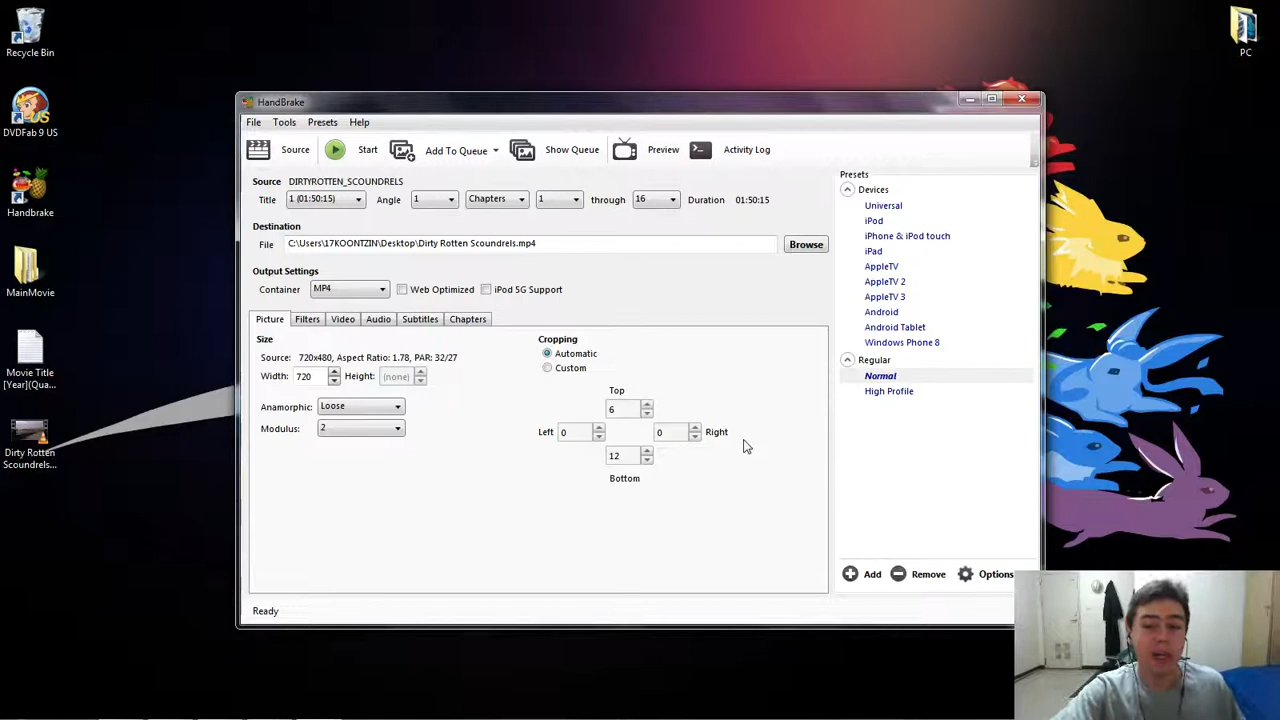 Recycle Bin
DVDFab 9 US
Handbrake
MainMovie
Movie Title
[Year](Qua...
Dirty Rotten
Scoundrels...
PC
HandBrake
File Tools Presets Help
Source Start Add To Queue Show Queue Preview Activity Log
Source DIRTYROTTEN_SCOUNDRELS
Title 1 (01:50:15) Angle 1 Chapters 1 through 16 Duration 01:50:15
Destination
File C:\Users\17KOONTZIN\Desktop\Dirty Rotten Scoundrels.mp4 Browse
Output Settings
Container MP4 Web Optimized iPod 5G Support
Picture Filters Video Audio Subtitles Chapters
Size
Source: 720x480, Aspect Ratio: 1.78, PAR: 32/27
Width: 720 Height: (none)
Anamorphic: Loose
Modulus: 2
Cropping
Automatic
Custom
Top
6
Left 0 0 Right
12
Bottom
Presets
Devices
Universal
iPod
iPhone & iPod touch
iPad
AppleTV
AppleTV 2
AppleTV 3
Android
Android Tablet
Windows Phone 8
Regular
Normal
High Profile
Add Remove Options
Ready